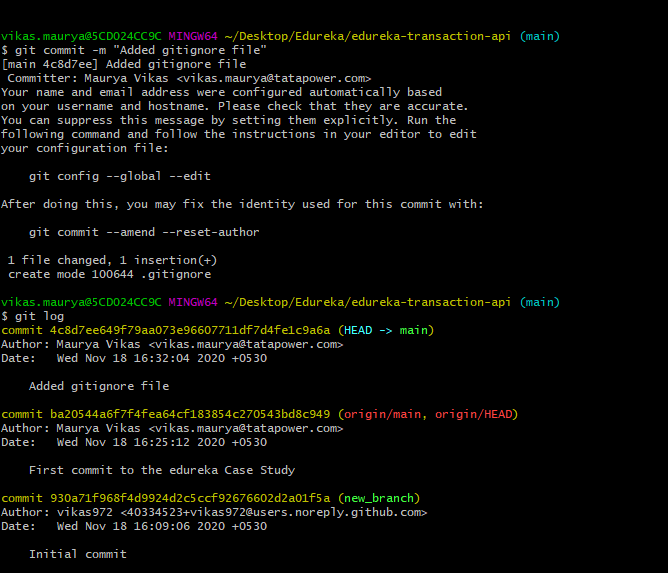 vikas.maurya@5CD024CC9C MINGW64 ~/Desktop/Edureka/edureka-transaction-api (main)
$ git commit -m "Added gitignore file"
[main 4c8d7ee] Added gitignore file
 Committer: Maurya Vikas <vikas.maurya@tatapower.com>
Your name and email address were configured automatically based
on your username and hostname. Please check that they are accurate.
You can suppress this message by setting them explicitly. Run the
following command and follow the instructions in your editor to edit
your configuration file:

    git config --global --edit

After doing this, you may fix the identity used for this commit with:

    git commit --amend --reset-author

 1 file changed, 1 insertion(+)
 create mode 100644 .gitignore

vikas.maurya@5CD024CC9C MINGW64 ~/Desktop/Edureka/edureka-transaction-api (main)
$ git log
commit 4c8d7ee649f79aa073e96607711df7d4fe1c9a6a (HEAD -> main)
Author: Maurya Vikas <vikas.maurya@tatapower.com>
Date:   Wed Nov 18 16:32:04 2020 +0530

    Added gitignore file

commit ba20544a6f7f4fea64cf183854c270543bd8c949 (origin/main, origin/HEAD)
Author: Maurya Vikas <vikas.maurya@tatapower.com>
Date:   Wed Nov 18 16:25:12 2020 +0530

    First commit to the edureka Case Study

commit 930a71f968f4d9924d2c5ccf92676602d2a01f5a (new_branch)
Author: vikas972 <40334523+vikas972@users.noreply.github.com>
Date:   Wed Nov 18 16:09:06 2020 +0530

    Initial commit